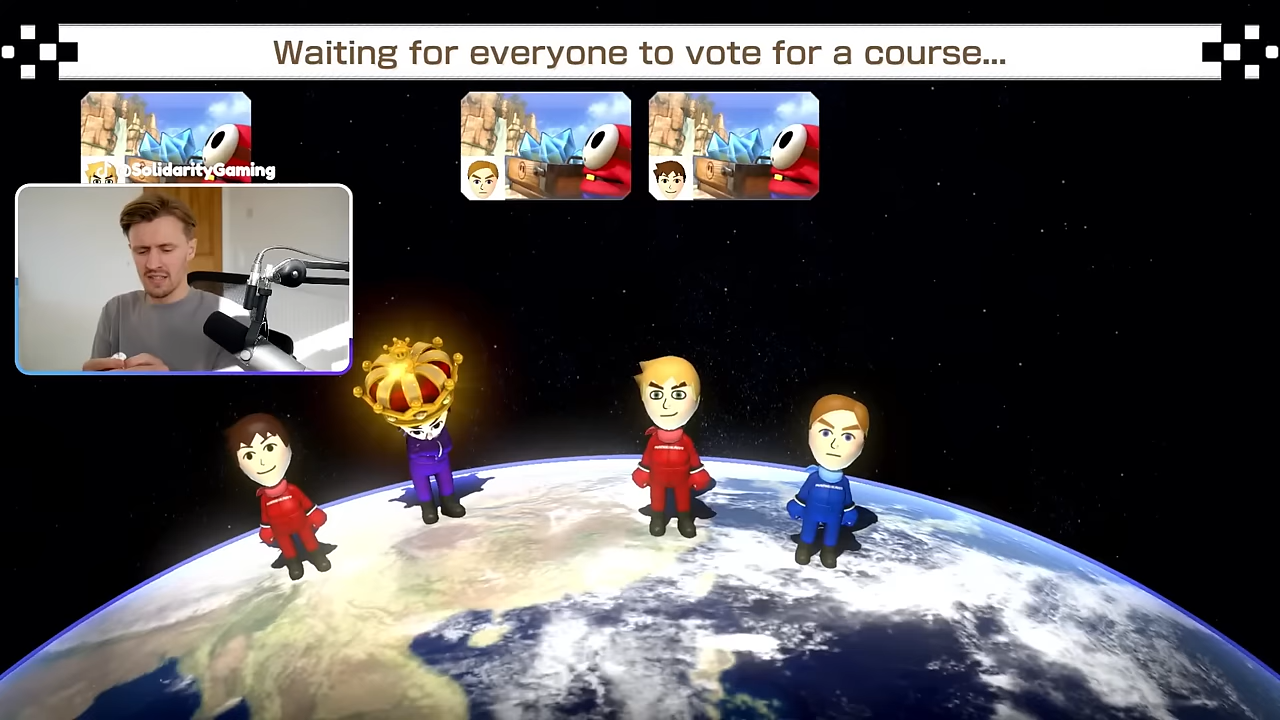 Waiting for everyone to vote for a course...
@SolidarityGaming